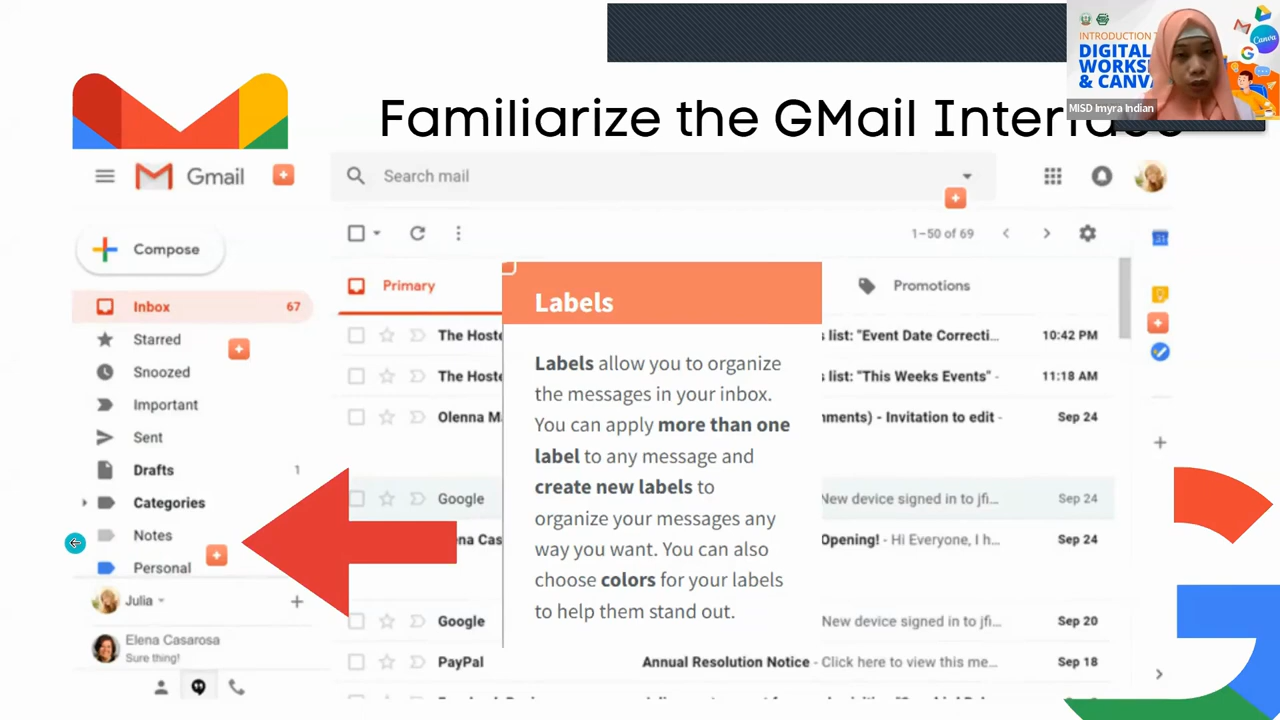 INTRODUCTION
DIGITAL
WORKS
& CANVA
Canva
MISD Imyra Indian
Familiarize the GMail Interface
Gmail
Search mail
Compose
1–50 of 69
Inbox 67
Starred
Snoozed
Important
Sent
Drafts 1
Categories
Notes
Personal
Julia
Elena Casarosa
Sure thing!
Primary
Promotions
Labels
Labels allow you to organize
the messages in your inbox.
You can apply more than one
label to any message and
create new labels to
organize your messages any
way you want. You can also
choose colors for your labels
to help them stand out.
The Hoste s list: "Event Date Correcti... 10:42 PM
The Hoste s list: "This Weeks Events" - 11:18 AM
Olenna M nments) - Invitation to edit - Sep 24
Google New device signed in to jfi... Sep 24
na Cas Opening! - Hi Everyone, I h... Sep 24
Google New device signed in to jfi... Sep 20
PayPal Annual Resolution Notice - Click here to view this me... Sep 18
31